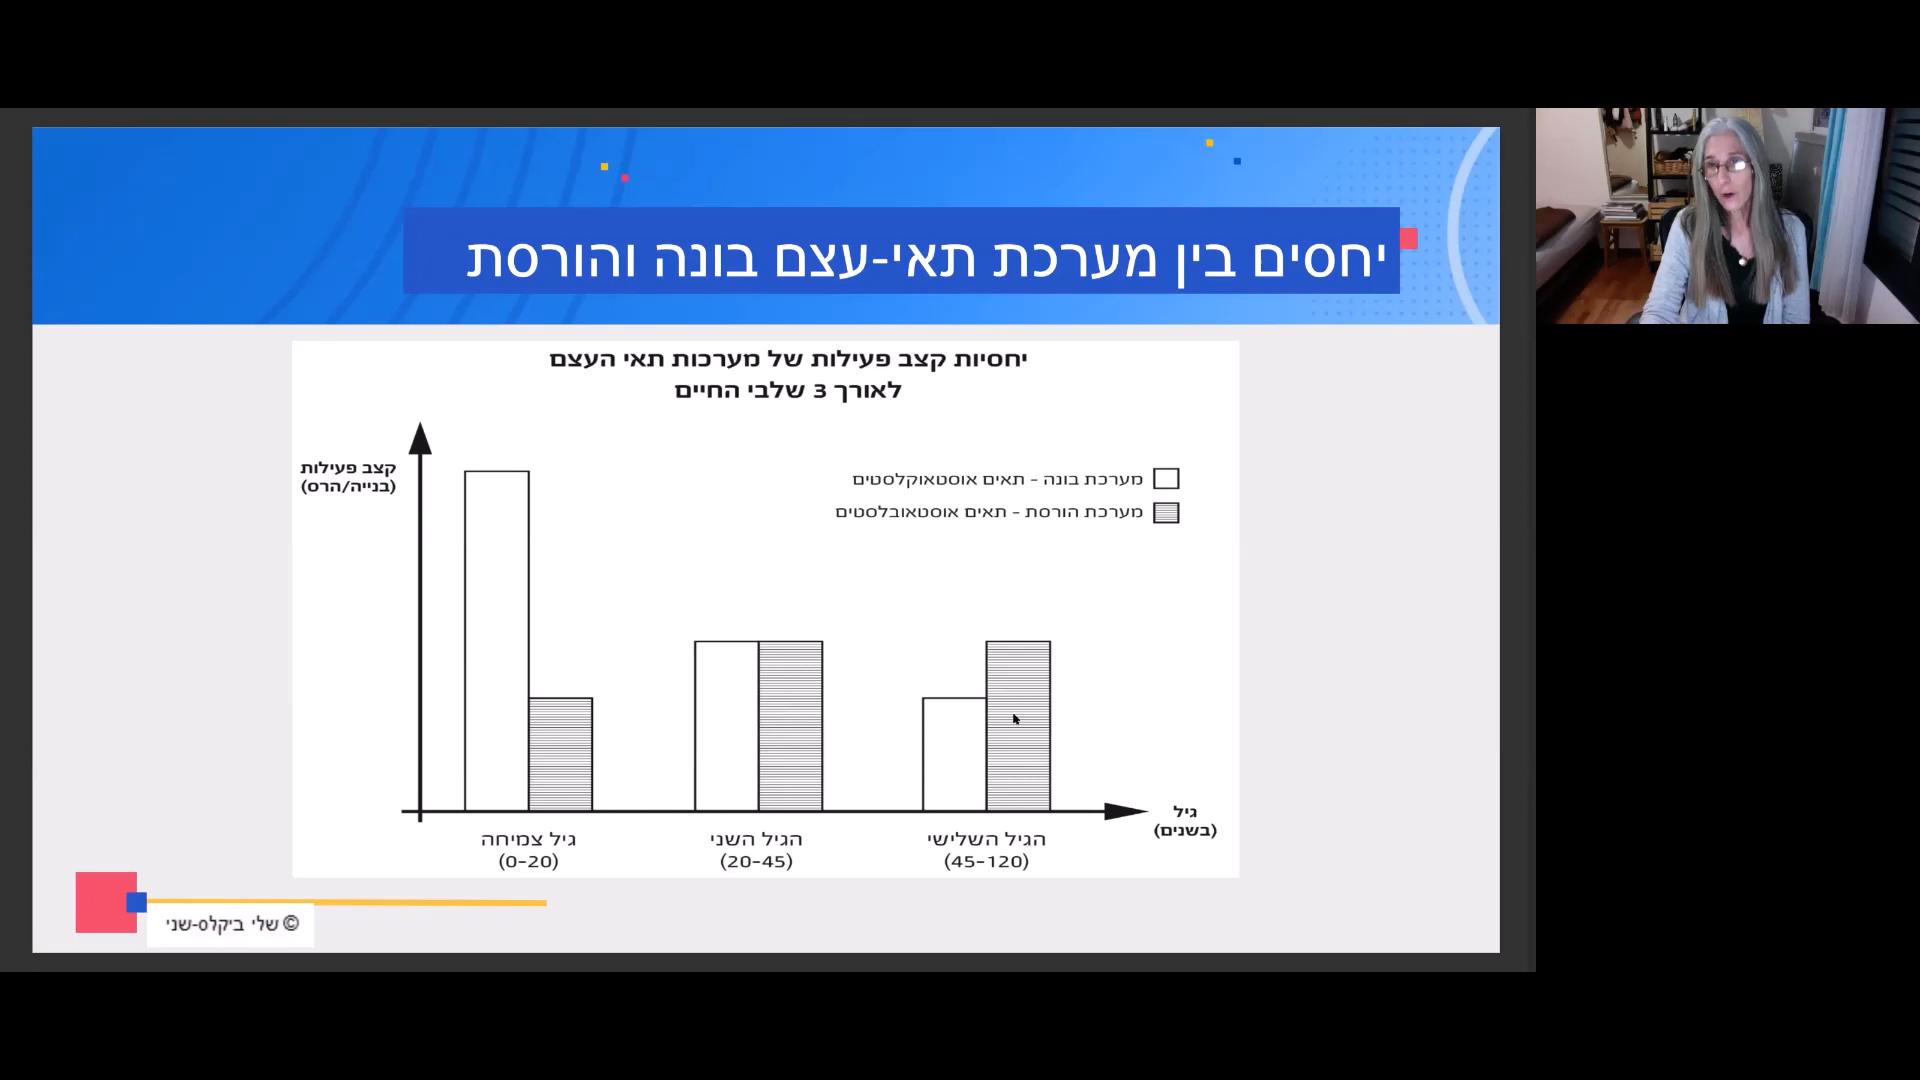 יחסים בין מערכת תאי-עצם בונה והורסת
יחסיות קצב פעילות של מערכות תאי העצם
לאורך 3 שלבי החיים
קצב פעילות
(בנייה/הרס)
מערכת בונה - תאים אוסטאוקלסטים
מערכת הורסת - תאים אוסטאובלסטים
גיל צמיחה
(0-20)
הגיל השני
(20-45)
הגיל השלישי
(45-120)
גיל
(בשנים)
© שלי ביקלס-שני